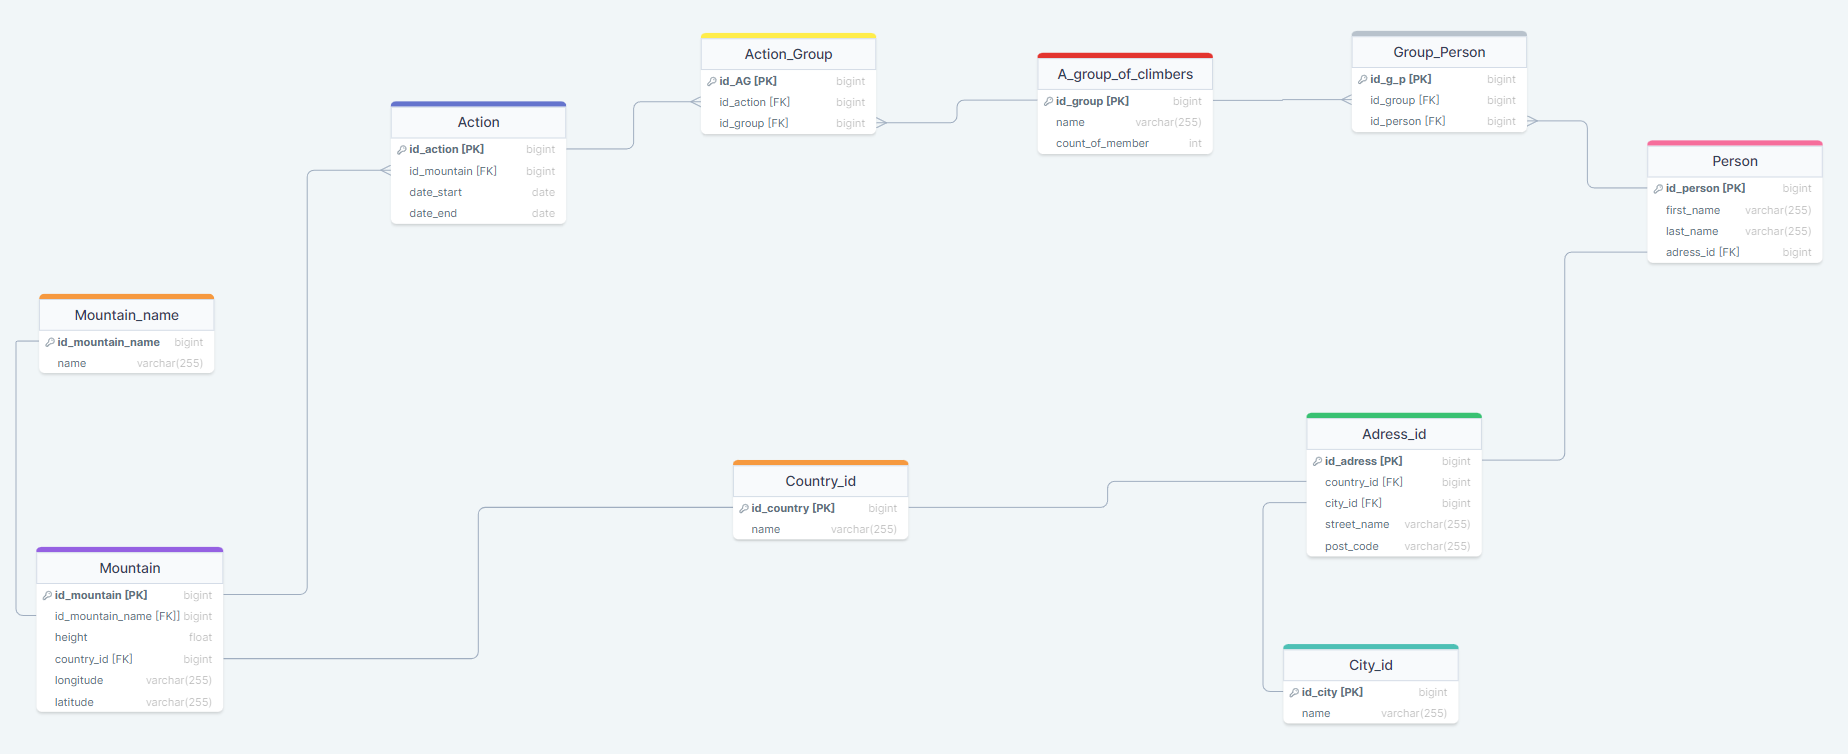 Action_Group
id_AG [PK] bigint
id_action [FK] bigint
id_group [FK] bigint
A_group_of_climbers
id_group [PK] bigint
name varchar(255)
count_of_member int
Group_Person
id_g_p [PK] bigint
id_group [FK] bigint
id_person [FK] bigint
Action
id_action [PK] bigint
id_mountain [FK] bigint
date_start date
date_end date
Person
id_person [PK] bigint
first_name varchar(255)
last_name varchar(255)
adress_id [FK] bigint
Mountain_name
id_mountain_name bigint
name varchar(255)
Adress_id
id_adress [PK] bigint
country_id [FK] bigint
city_id [FK] bigint
street_name varchar(255)
post_code varchar(255)
Country_id
id_country [PK] bigint
name varchar(255)
Mountain
id_mountain [PK] bigint
id_mountain_name [FK]] bigint
height float
country_id [FK] bigint
longitude varchar(255)
latitude varchar(255)
City_id
id_city [PK] bigint
name varchar(255)